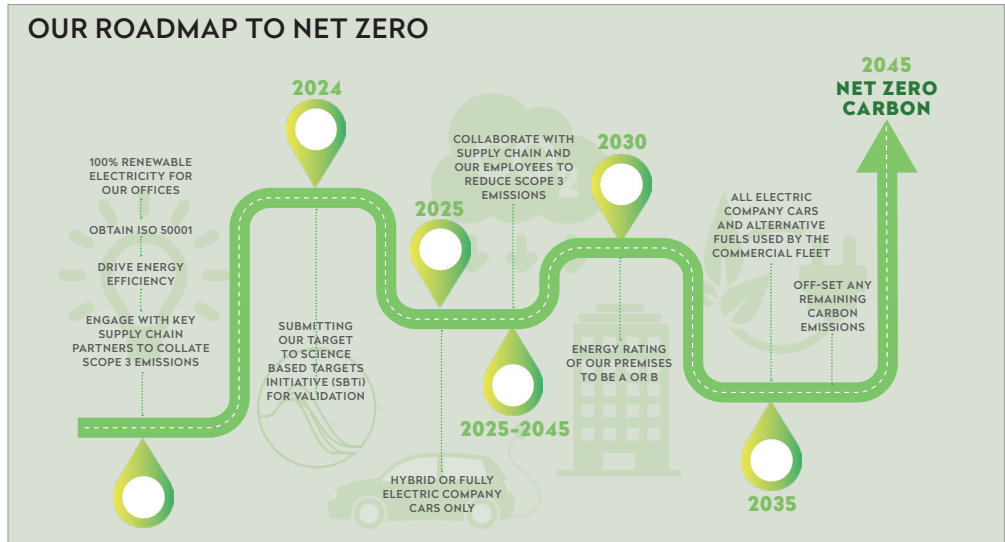 OUR ROADMAP TO NET ZERO
100% RENEWABLE
ELECTRICITY FOR
OUR OFFICES
OBTAIN ISO 50001
DRIVE ENERGY
EFFICIENCY
ENGAGE WITH KEY
SUPPLY CHAIN
PARTNERS TO COLLATE
SCOPE 3 EMISSIONS
2024
SUBMITTING
OUR TARGET
TO SCIENCE
BASED TARGETS
INITIATIVE (SBTi)
FOR VALIDATION
2025
HYBRID OR FULLY
ELECTRIC COMPANY
CARS ONLY
COLLABORATE WITH
SUPPLY CHAIN AND
OUR EMPLOYEES TO
REDUCE SCOPE 3
EMISSIONS
2025-2045
2030
ENERGY RATING
OF OUR PREMISES
TO BE A OR B
ALL ELECTRIC
COMPANY CARS
AND ALTERNATIVE
FUELS USED BY THE
COMMERCIAL FLEET
2035
OFF-SET ANY
REMAINING
CARBON
EMISSIONS
2045
NET ZERO
CARBON